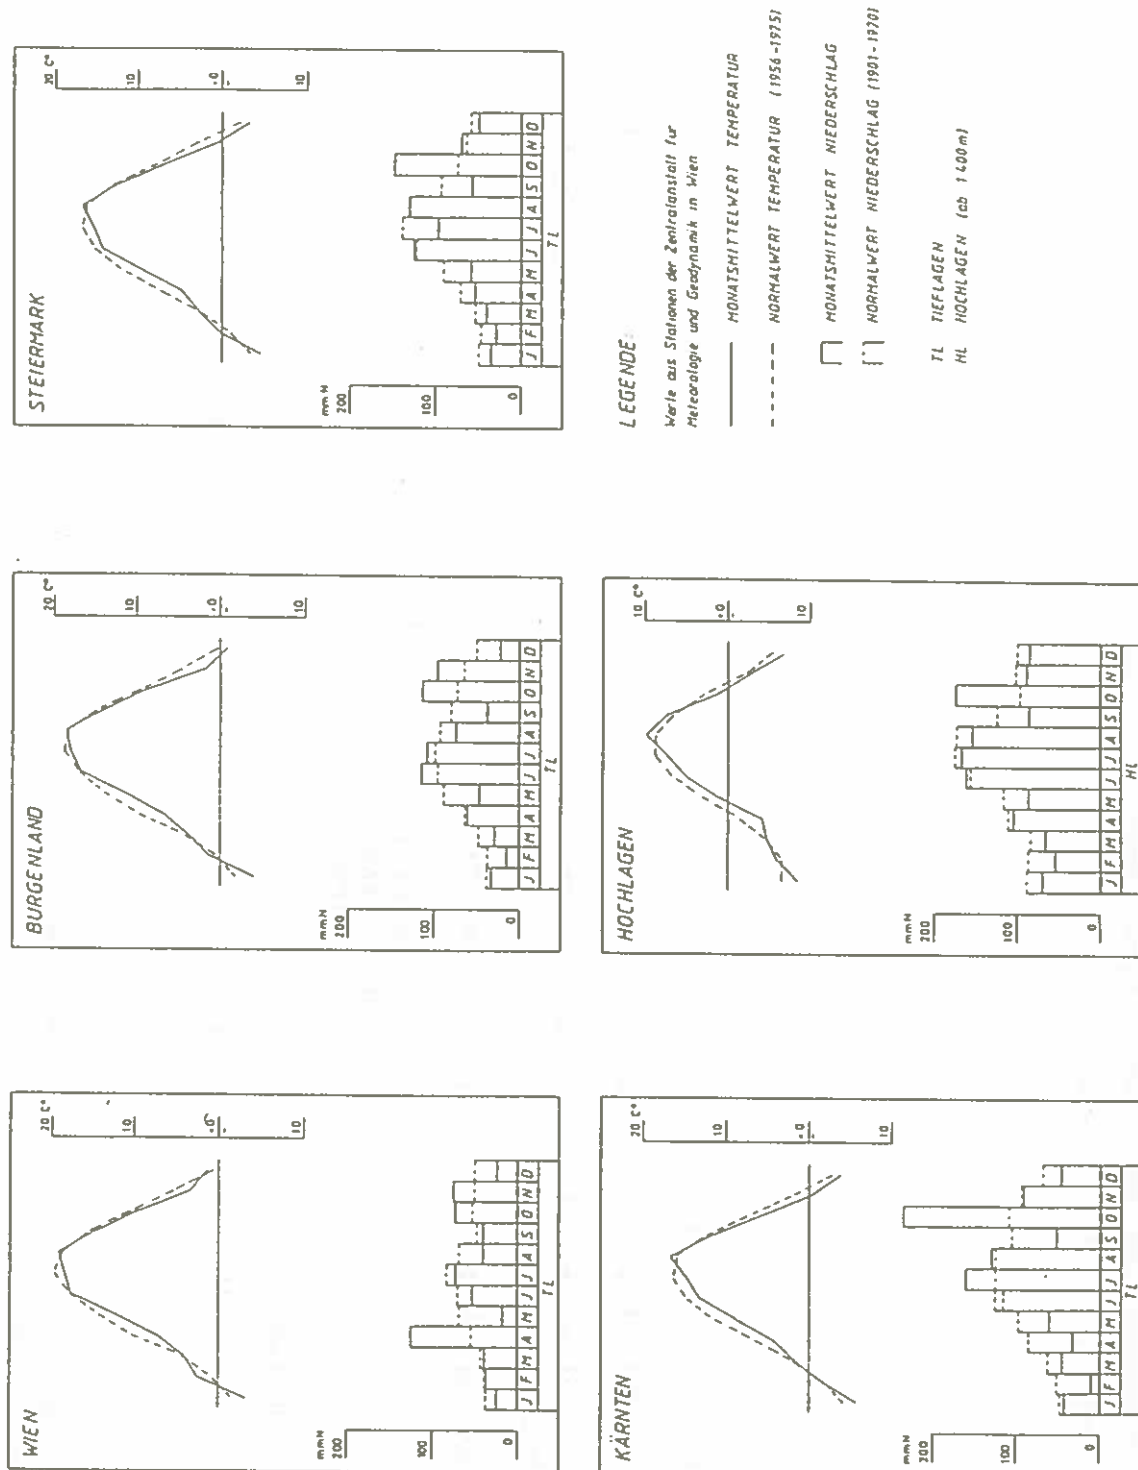 WIEN
20 C°
10
±0
10
mm N
200
100
0
J F M A M J J A S O N D
TL
BURGENLAND
20 C°
10
±0
10
mm N
200
100
0
J F M A M J J A S O N D
TL
STEIERMARK
20 C°
10
±0
10
mm N
200
100
0
J F M A M J J A S O N D
TL
KÄRNTEN
20 C°
10
±0
10
mm N
200
100
0
J F M A M J J A S O N D
TL
HOCHLAGEN
10 C°
±0
10
mm N
200
100
0
J F M A M J J A S O N D
HL
LEGENDE:
Werte aus Stationen der Zentralanstalt für
Meteorologie und Geodynamik in Wien
MONATSMITTELWERT TEMPERATUR
NORMALWERT TEMPERATUR (1956-1975)
MONATSMITTELWERT NIEDERSCHLAG
NORMALWERT NIEDERSCHLAG (1901-1970)
TL TIEFLAGEN
HL HOCHLAGEN (ab 1400m)